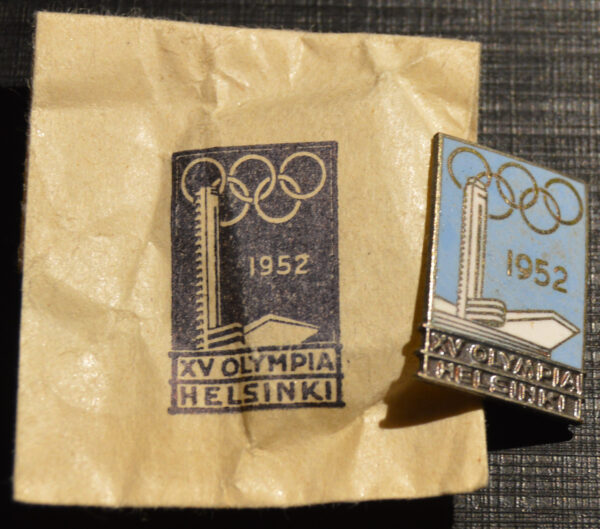 1952
XV OLYMPIA
HELSINKI
1952
XV OLYMPIA
HELSINKI